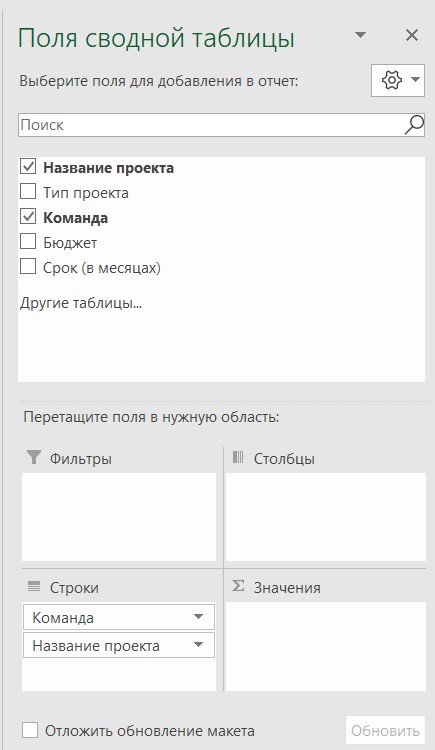 Поля сводной таблицы
Выберите поля для добавления в отчет:
Поиск
Название проекта
Тип проекта
Команда
Бюджет
Срок (в месяцах)
Другие таблицы...
Перетащите поля в нужную область:
Фильтры
Столбцы
Строки
Σ Значения
Команда
Название проекта
Отложить обновление макета
Обновить